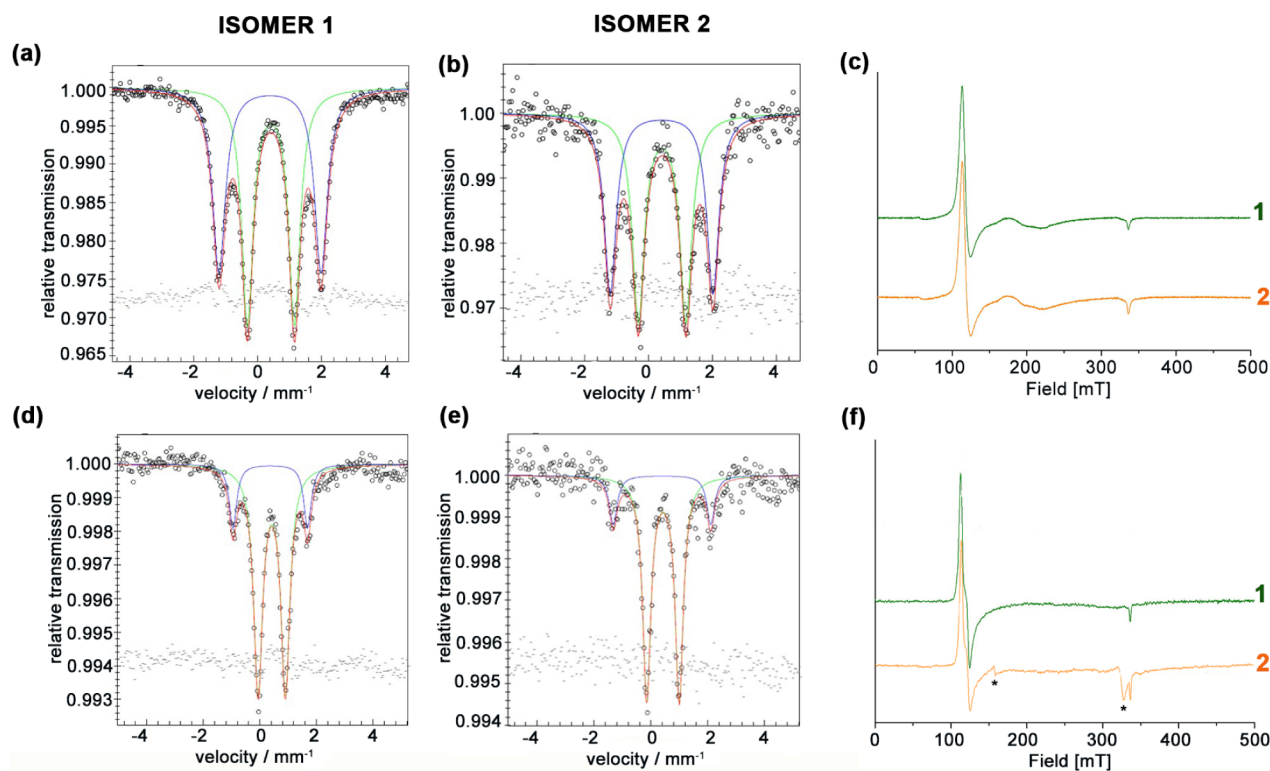 ISOMER 1
ISOMER 2
(a)
relative transmission
1.000
0.995
0.990
0.985
0.980
0.975
0.970
0.965
-4 -2 0 2 4
velocity / mm-1
(b)
relative transmission
1.00
0.99
0.98
0.97
-4 -2 0 2 4
velocity / mm-1
(c)
1
2
0 100 200 300 400 500
Field [mT]
(d)
relative transmission
1.000
0.999
0.998
0.997
0.996
0.995
0.994
0.993
-4 -2 0 2 4
velocity / mm-1
(e)
relative transmission
1.000
0.999
0.998
0.997
0.996
0.995
0.994
-4 -2 0 2 4
velocity / mm-1
(f)
1
2
*
*
0 100 200 300 400 500
Field [mT]